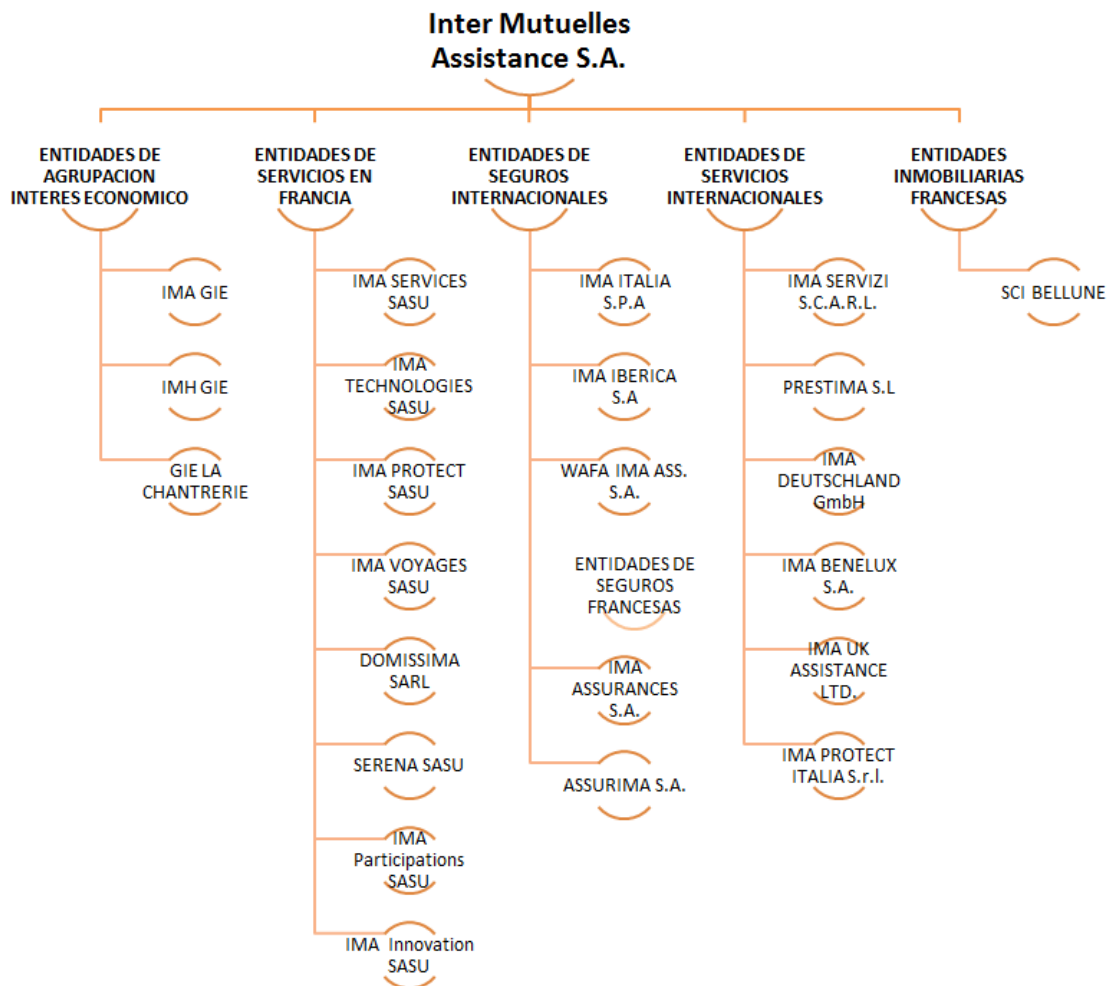 Inter Mutuelles
Assistance S.A.
ENTIDADES DE
AGRUPACION
INTERES ECONOMICO
IMA GIE
IMH GIE
GIE LA
CHANTRERIE
ENTIDADES DE
SERVICIOS EN
FRANCIA
IMA SERVICES
SASU
IMA
TECHNOLOGIES
SASU
IMA PROTECT
SASU
IMA VOYAGES
SASU
DOMISSIMA
SARL
SERENA SASU
IMA
Participations
SASU
IMA Innovation
SASU
ENTIDADES DE
SEGUROS
INTERNACIONALES
IMA ITALIA
S.P.A
IMA IBERICA
S.A
WAFA IMA ASS.
S.A.
ENTIDADES DE
SEGUROS
FRANCESAS
IMA
ASSURANCES
S.A.
ASSURIMA S.A.
ENTIDADES DE
SERVICIOS
INTERNACIONALES
IMA SERVIZI
S.C.A.R.L.
PRESTIMA S.L
IMA
DEUTSCHLAND
GmbH
IMA BENELUX
S.A.
IMA UK
ASSISTANCE
LTD.
IMA PROTECT
ITALIA S.r.l.
ENTIDADES
INMOBILIARIAS
FRANCESAS
SCI BELLUNE